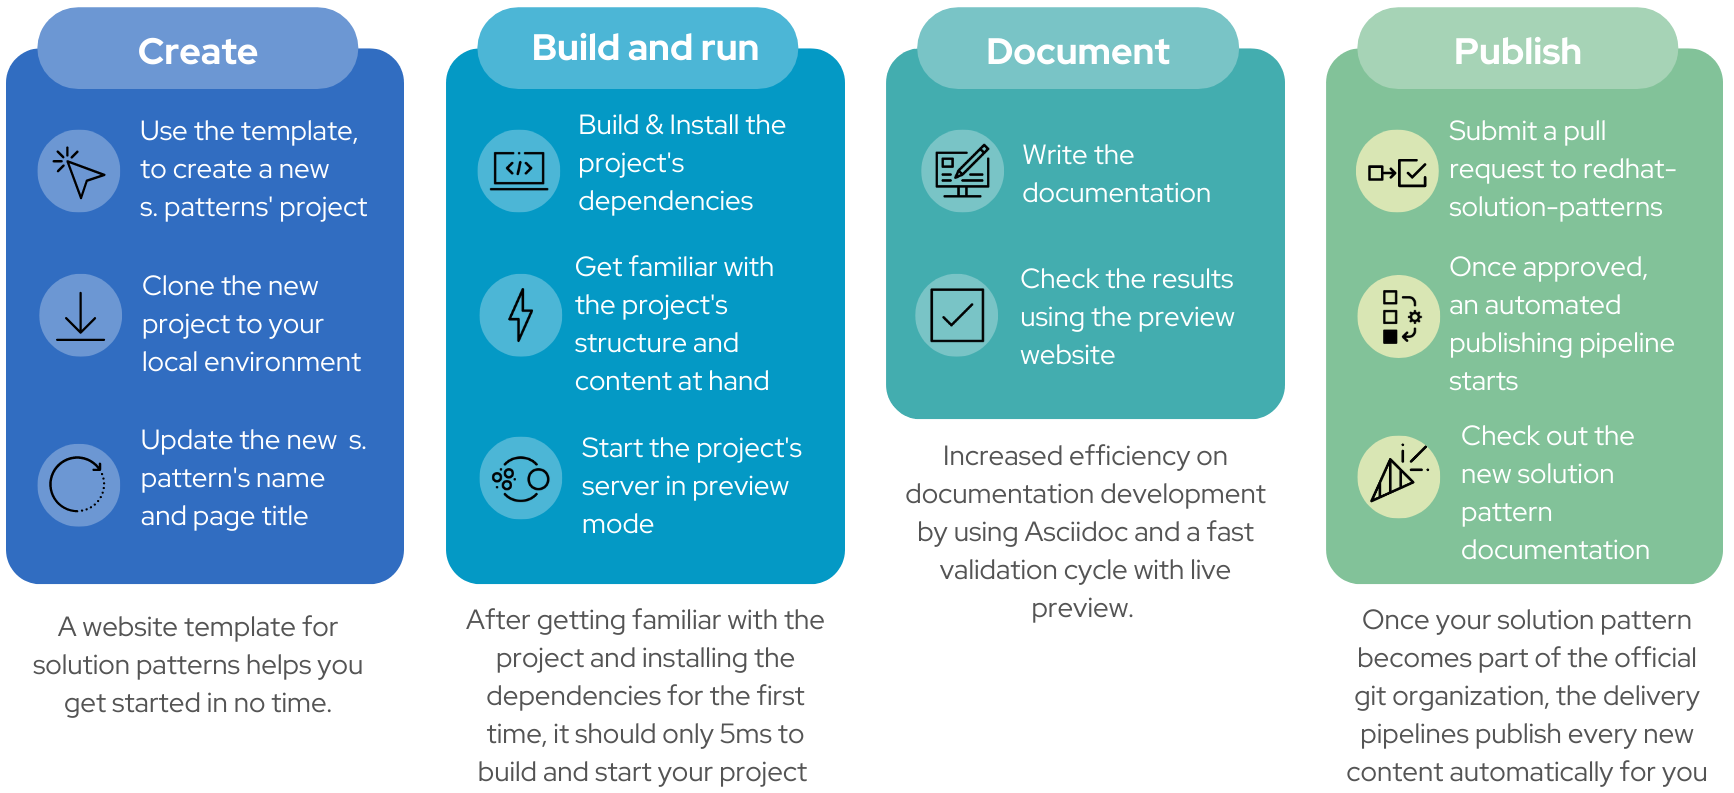 Create
Use the template,
to create a new
s. patterns' project
Clone the new
project to your
local environment
Update the new  s.
pattern's name
and page title
A website template for
solution patterns helps you
get started in no time.
Build and run
Build & Install the
project's
dependencies
Get familiar with
the project's
structure and
content at hand
Start the project's
server in preview
mode
After getting familiar with the
project and installing the
dependencies for the first
time, it should only 5ms to
build and start your project
Document
Write the
documentation
Check the results
using the preview
website
Increased efficiency on
documentation development
by using Asciidoc and a fast
validation cycle with live
preview.
Publish
Submit a pull
request to redhat-
solution-patterns
Once approved,
an automated
publishing pipeline
starts
Check out the
new solution
pattern
documentation
Once your solution pattern
becomes part of the official
git organization, the delivery
pipelines publish every new
content automatically for you